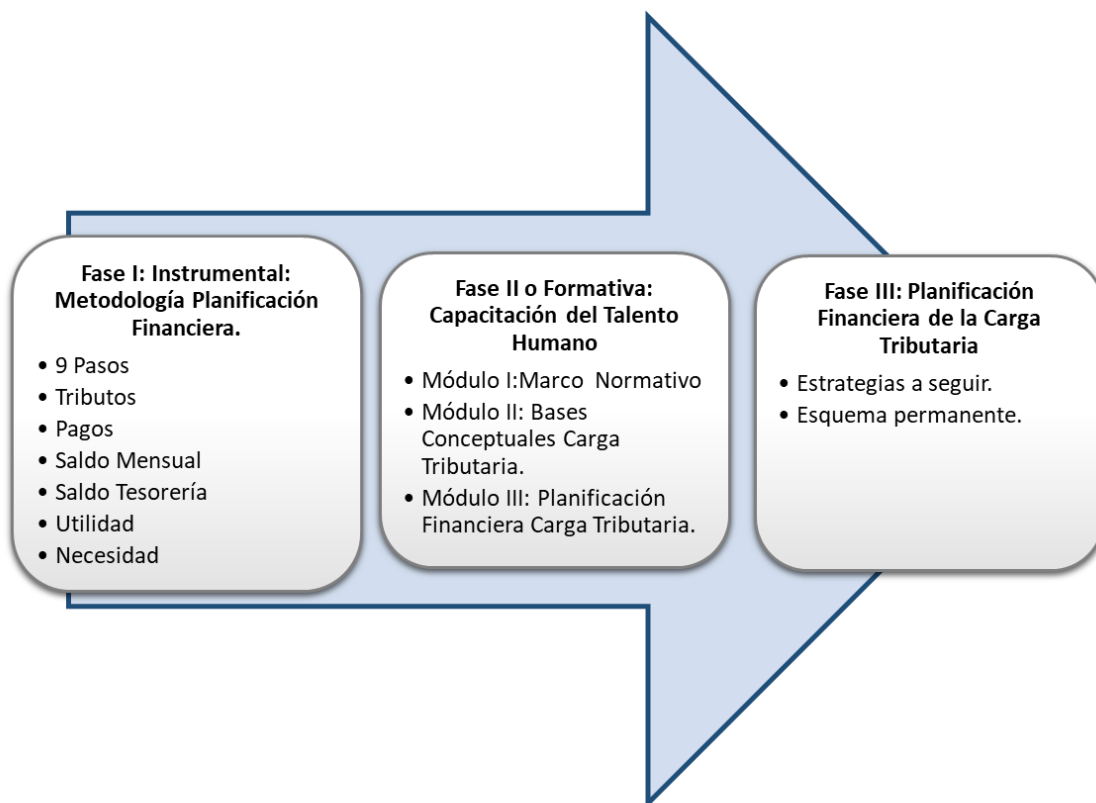 Fase I: Instrumental:
Metodología Planificación
Financiera.
• 9 Pasos
• Tributos
• Pagos
• Saldo Mensual
• Saldo Tesorería
• Utilidad
• Necesidad
Fase II o Formativa:
Capacitación del Talento
Humano
• Módulo I:Marco Normativo
• Módulo II: Bases
Conceptuales Carga
Tributaria.
• Módulo III: Planificación
Financiera Carga Tributaria.
Fase III: Planificación
Financiera de la Carga
Tributaria
• Estrategias a seguir.
• Esquema permanente.